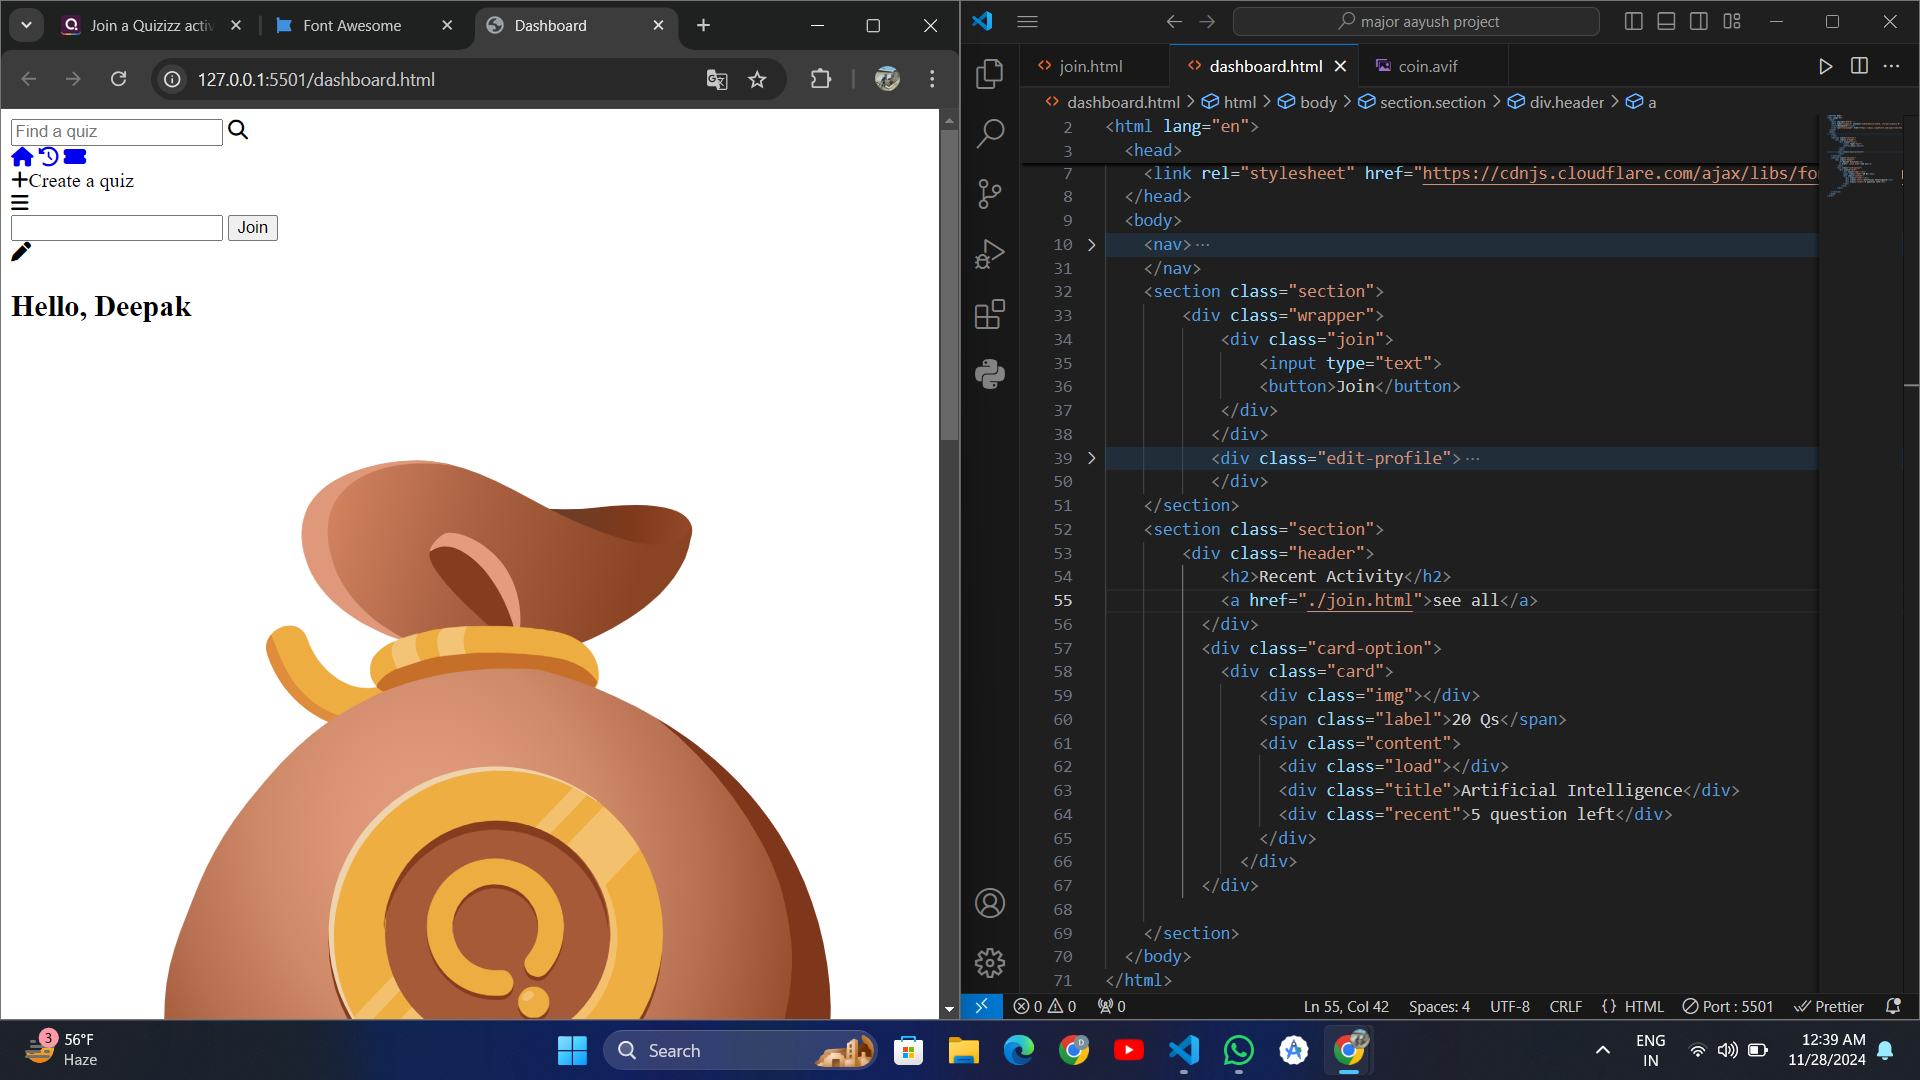 Join a Quizizz activ
Font Awesome
Dashboard
127.0.0.1:5501/dashboard.html
Find a quiz
Create a quiz
Join
Hello, Deepak
major aayush project
join.html
dashboard.html
coin.avif
dashboard.html > html > body > section.section > div.header > a
2 <html lang="en">
3 <head>
7 <link rel="stylesheet" href="https://cdnjs.cloudflare.com/ajax/libs/fo
8 </head>
9 <body>
10 <nav>···
31 </nav>
32 <section class="section">
33 <div class="wrapper">
34 <div class="join">
35 <input type="text">
36 <button>Join</button>
37 </div>
38 </div>
39 <div class="edit-profile">···
50 </div>
51 </section>
52 <section class="section">
53 <div class="header">
54 <h2>Recent Activity</h2>
55 <a href="./join.html">see all</a>
56 </div>
57 <div class="card-option">
58 <div class="card">
59 <div class="img"></div>
60 <span class="label">20 Qs</span>
61 <div class="content">
62 <div class="load"></div>
63 <div class="title">Artificial Intelligence</div>
64 <div class="recent">5 question left</div>
65 </div>
66 </div>
67 </div>
68
69 </section>
70 </body>
71 </html>
0 0 0 Ln 55, Col 42 Spaces: 4 UTF-8 CRLF {} HTML Port : 5501 Prettier
3
56°F
Haze
Search
ENG
IN
12:39 AM
11/28/2024